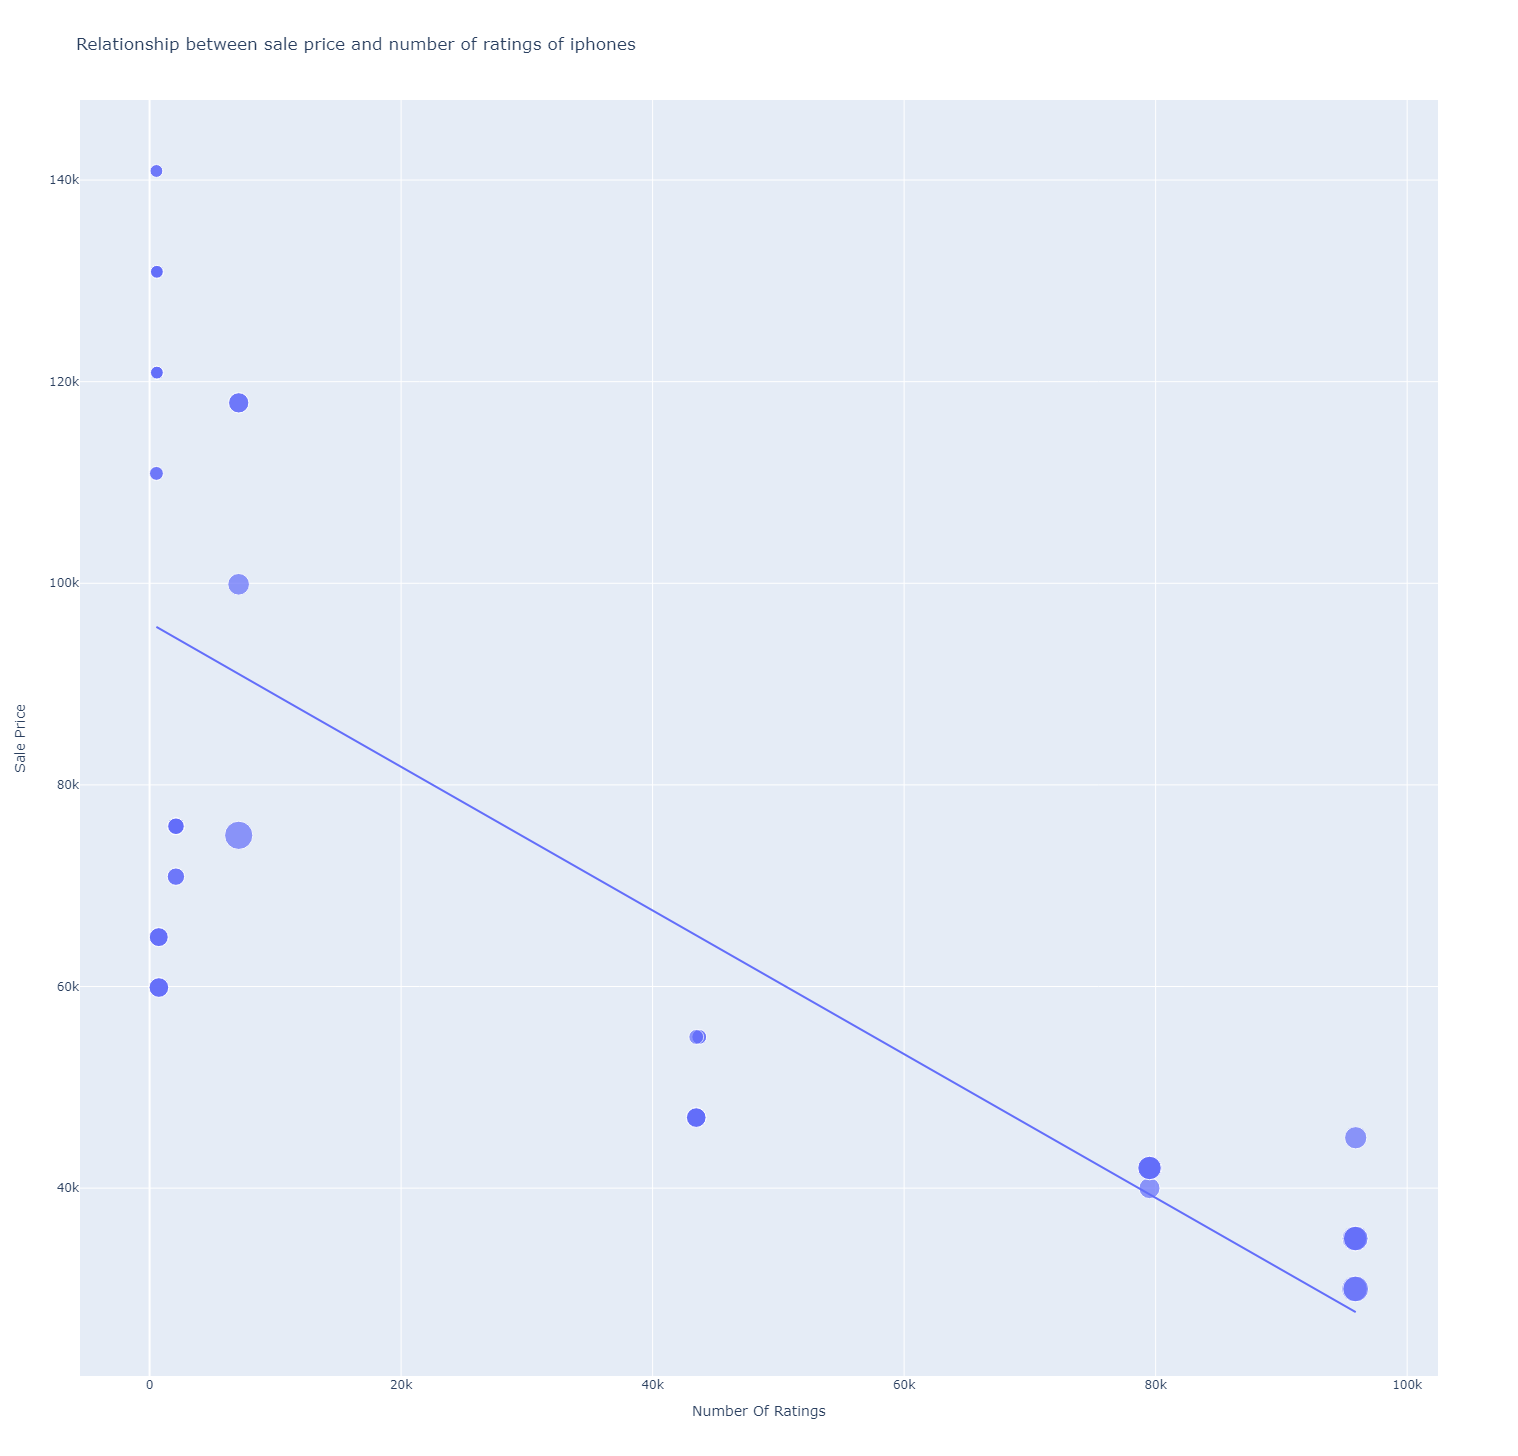 Relationship between sale price and number of ratings of iphones
140k
120k
100k
80k
60k
40k
Sale Price
0 20k 40k 60k 80k 100k
Number Of Ratings